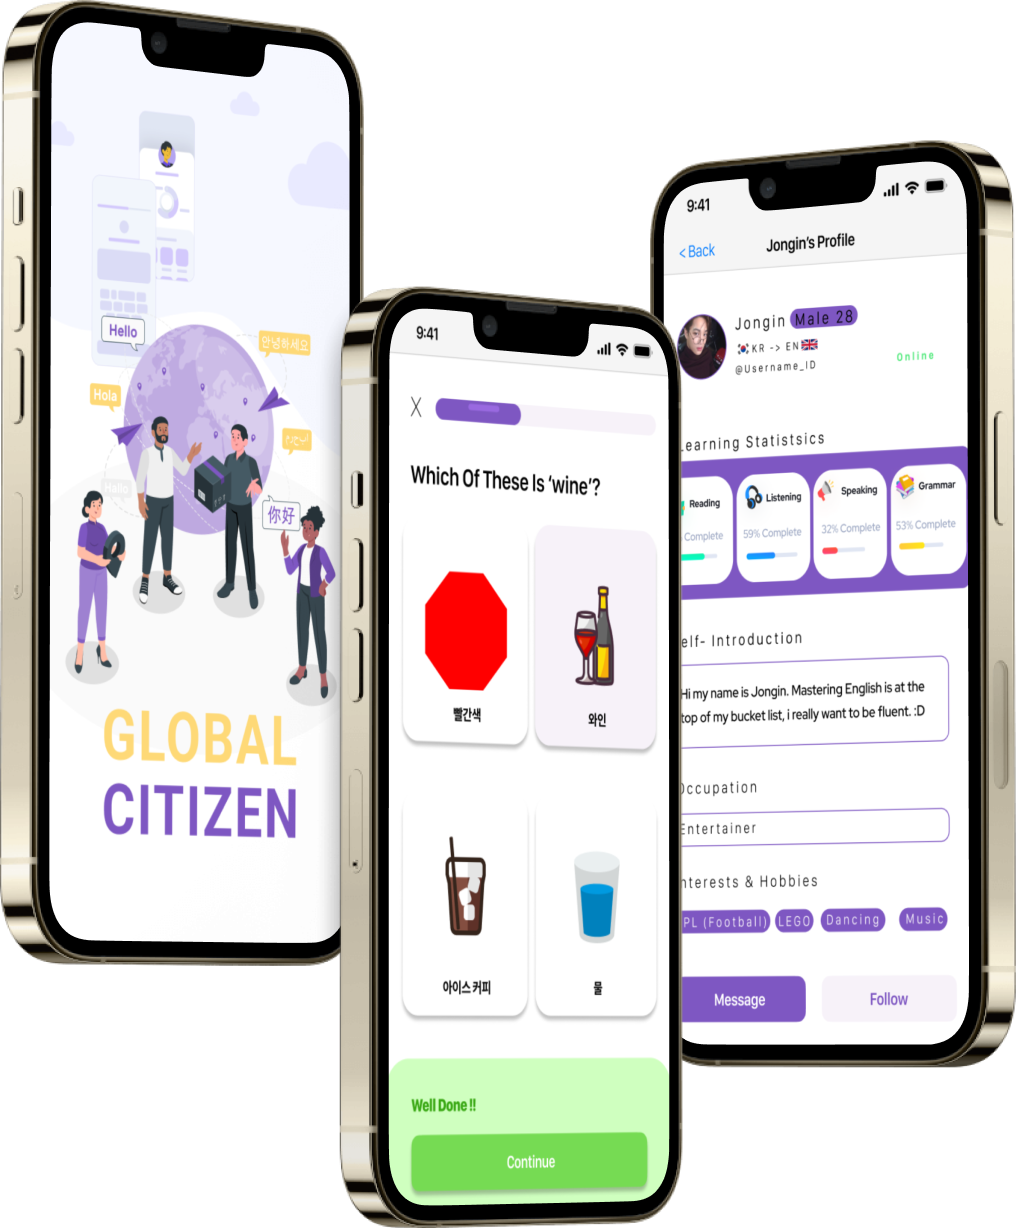 Hello
안녕하세요
Hola
Hello
你好
GLOBAL
CITIZEN
9:41
Which Of These Is ‘wine’?
빨간색
와인
아이스 커피
물
Well Done !!
Continue
9:41
< Back
Jongin’s Profile
Jongin Male 28
KR -> EN
@Username_ID
Online
earning Statistsics
Reading
Complete
Listening
59% Complete
Speaking
32% Complete
Grammar
53% Complete
elf- Introduction
Hi my name is Jongin. Mastering English is at the
top of my bucket list, i really want to be fluent. :D
Occupation
Entertainer
nterests & Hobbies
PL (Football) LEGO Dancing Music
Message
Follow